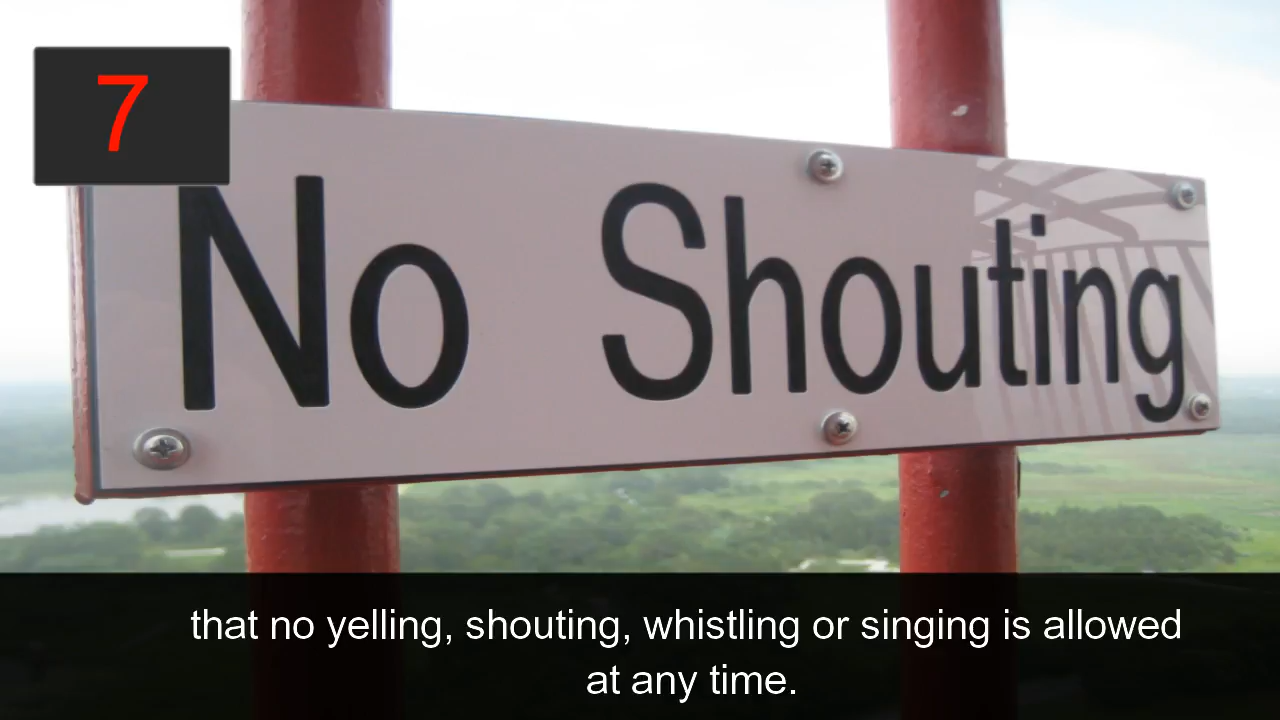 7
No Shouting
that no yelling, shouting, whistling or singing is allowed
at any time.